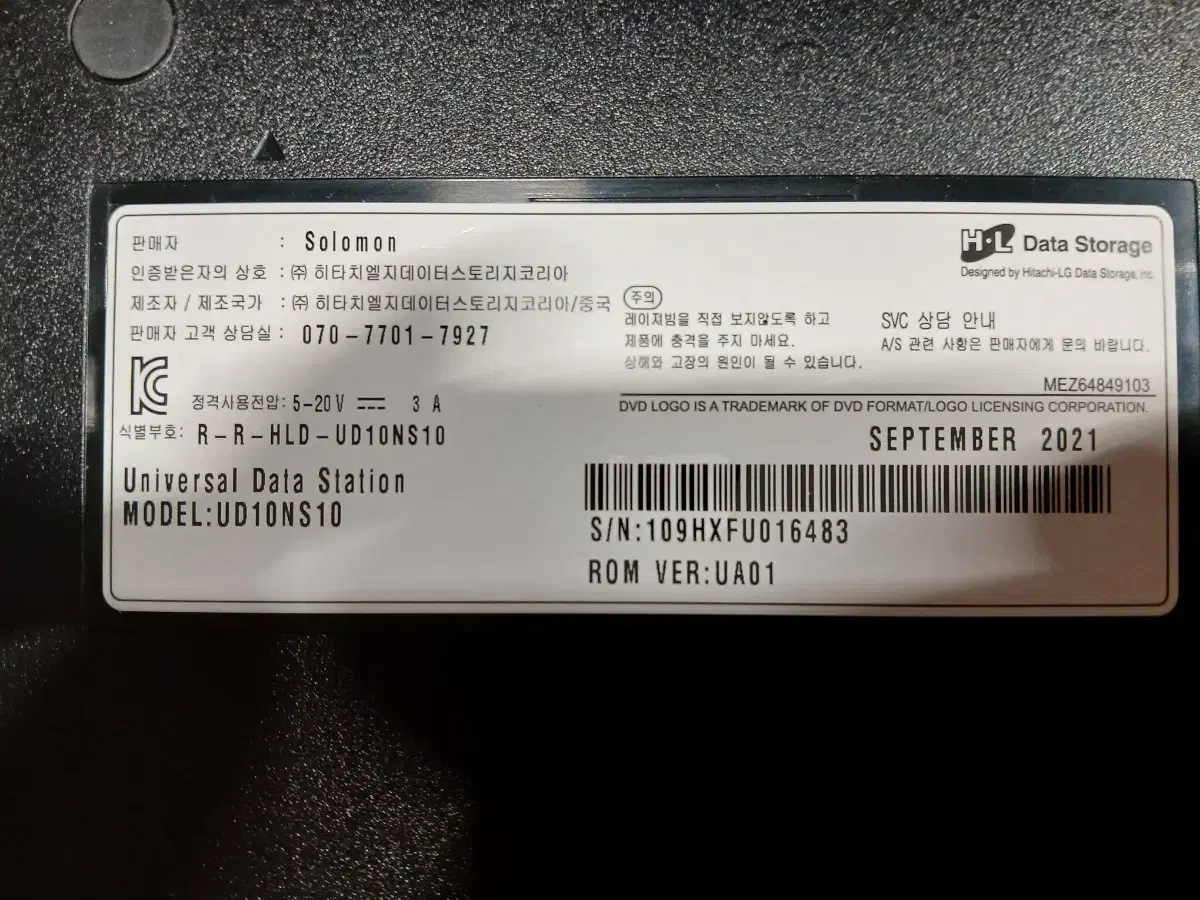 판매자 : Solomon
인증받은자의 상호 : ㈜ 히타치엘지데이터스토리지코리아
제조자 / 제조국가 : ㈜ 히타치엘지데이터스토리지코리아/중국
판매자 고객 상담실 : 070-7701-7927
정격사용전압: 5-20V ⎓ 3 A
식별부호: R-R-HLD-UD10NS10
Universal Data Station
MODEL:UD10NS10
H·L Data Storage
Designed by Hitachi-LG Data Storage, inc.
주의
레이저빔을 직접 보지않도록 하고
제품에 충격을 주지 마세요.
상해와 고장의 원인이 될 수 있습니다.
SVC 상담 안내
A/S 관련 사항은 판매자에게 문의 바랍니다.
MEZ64849103
DVD LOGO IS A TRADEMARK OF DVD FORMAT/LOGO LICENSING CORPORATION.
SEPTEMBER 2021
S/N:109HXFU016483
ROM VER:UA01